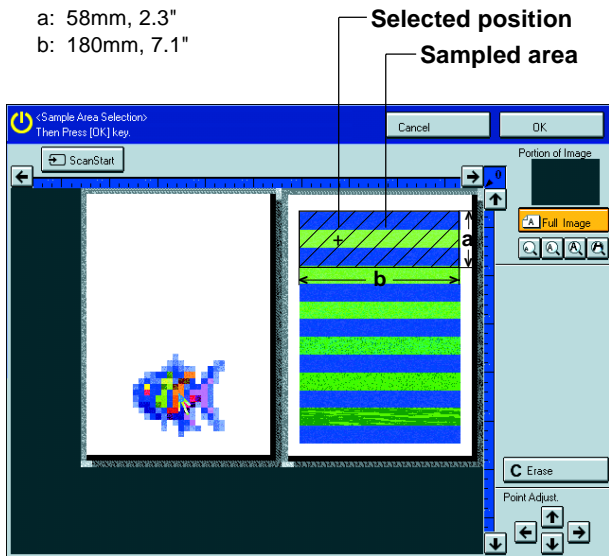 a: 58mm, 2.3"
b: 180mm, 7.1"
Selected position
Sampled area
<Sample Area Selection>
Then Press [OK] key.
Cancel
OK
ScanStart
Portion of Image
0
A Full Image
A A A A
a
b
C Erase
Point Adjust.